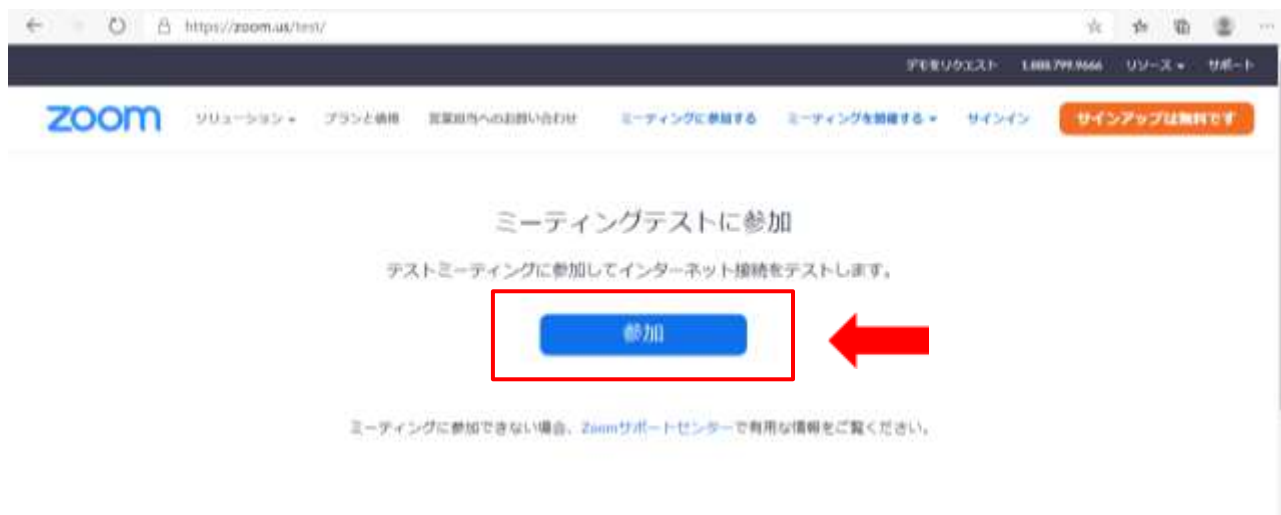 https://zoom.us/test/
デモをリクエスト 1.888.799.9666 リソース サポート
zoom ソリューション プランと価格 営業担当へのお問い合わせ ミーティングに参加する ミーティングを開催する サインイン サインアップは無料です
ミーティングテストに参加
テストミーティングに参加してインターネット接続をテストします。
参加
ミーティングに参加できない場合、Zoomサポートセンターで有用な情報をご覧ください。